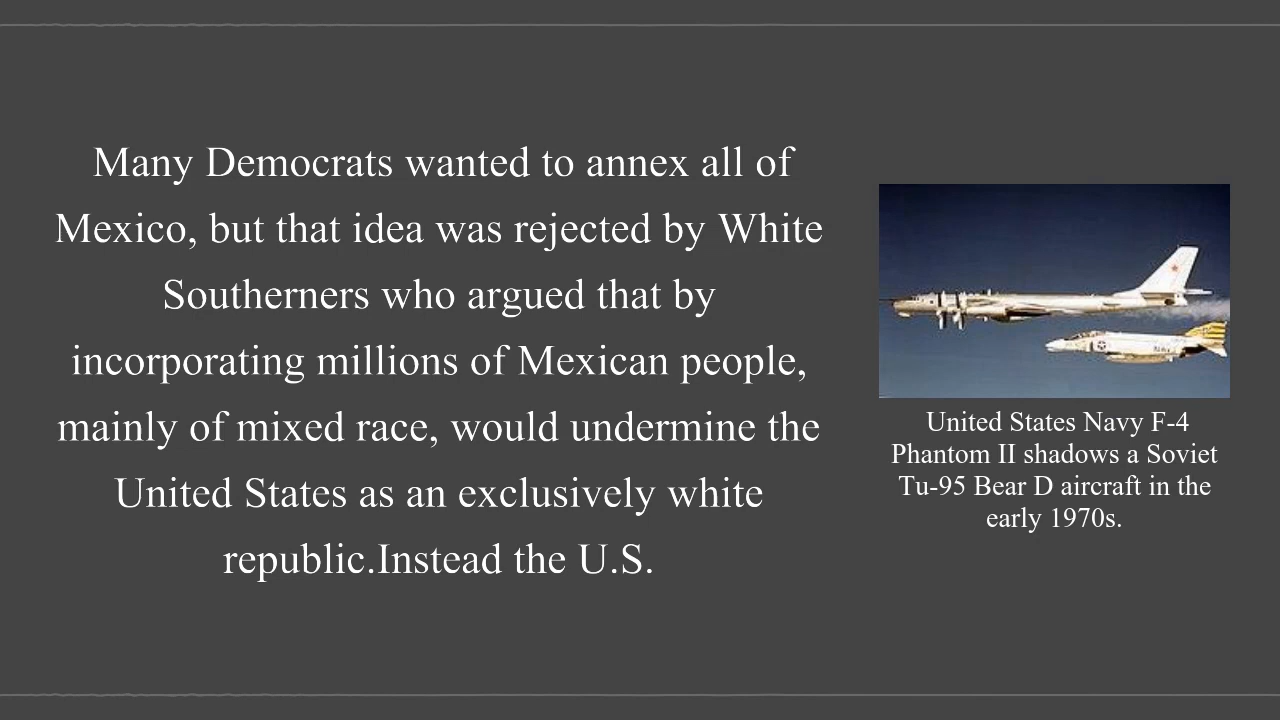 Many Democrats wanted to annex all of
Mexico, but that idea was rejected by White
Southerners who argued that by
incorporating millions of Mexican people,
mainly of mixed race, would undermine the
United States as an exclusively white
republic.Instead the U.S.
United States Navy F-4
Phantom II shadows a Soviet
Tu-95 Bear D aircraft in the
early 1970s.